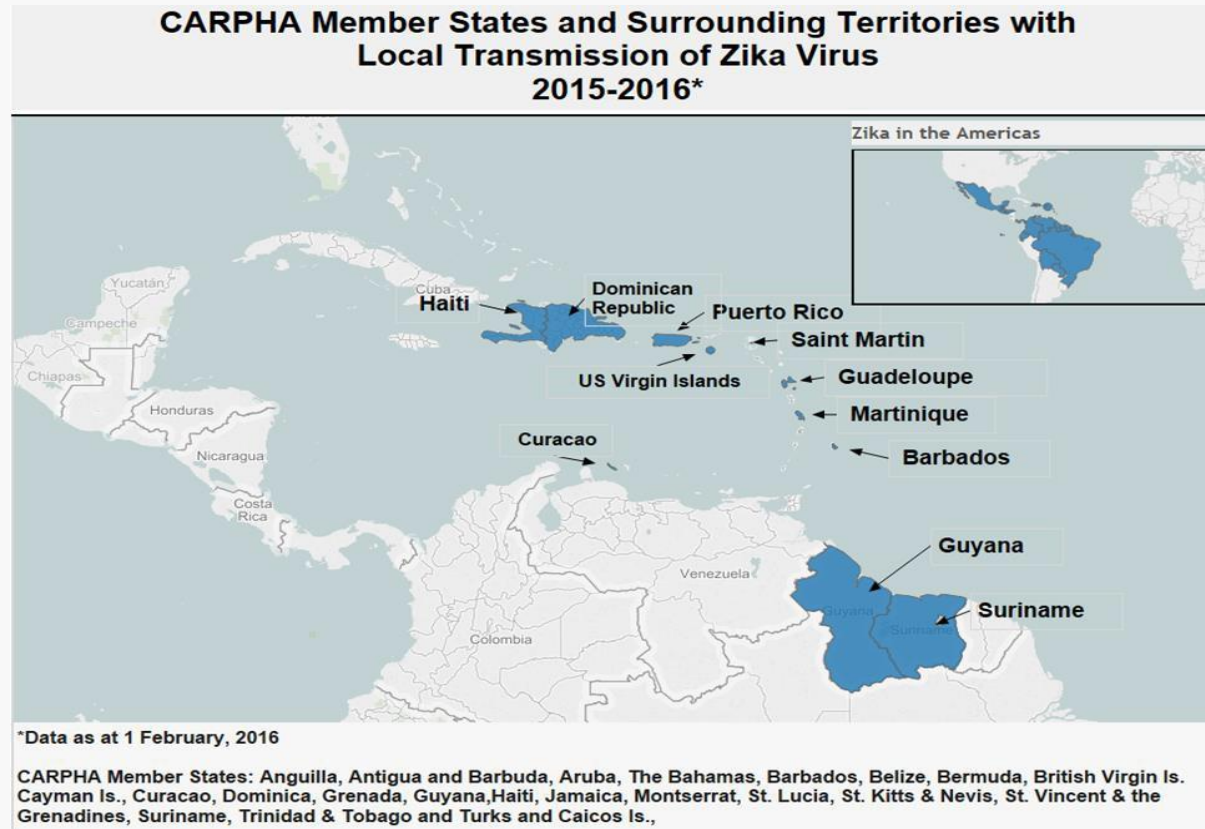 CARPHA Member States and Surrounding Territories with
Local Transmission of Zika Virus
2015-2016*
Zika in the Americas
Yucatán
Campeche
Chiapas
Cuba
Haiti
Dominican
Republic
Puerto Rico
Saint Martin
US Virgin Islands
Guadeloupe
Martinique
Honduras
Nicaragua
Curacao
Barbados
Costa
Rica
Venezuela
Guyana
Guyana
Suriname
Suriname
Colombia
*Data as at 1 February, 2016
CARPHA Member States: Anguilla, Antigua and Barbuda, Aruba, The Bahamas, Barbados, Belize, Bermuda, British Virgin Is.
Cayman Is., Curacao, Dominica, Grenada, Guyana,Haiti, Jamaica, Montserrat, St. Lucia, St. Kitts & Nevis, St. Vincent & the
Grenadines, Suriname, Trinidad & Tobago and Turks and Caicos Is.,